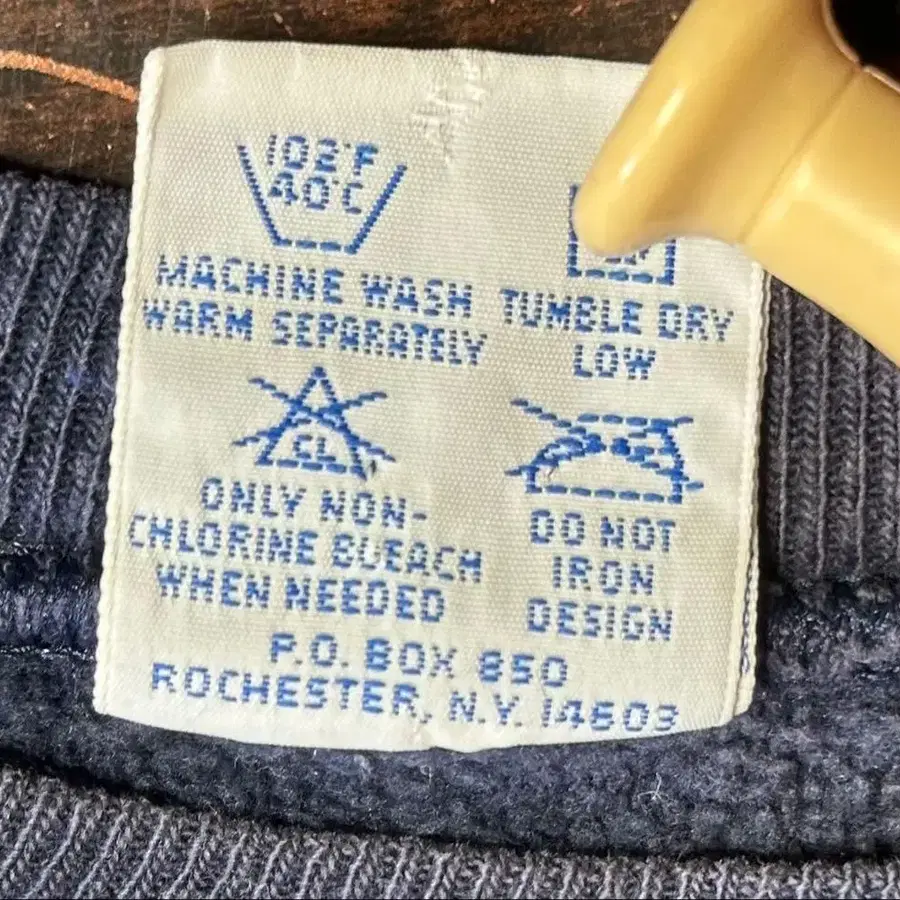 102°F
40°C
MACHINE WASH
WARM SEPARATELY
TUMBLE DRY
LOW
CL
ONLY NON-
CHLORINE BLEACH
WHEN NEEDED
DO NOT
IRON
DESIGN
P.O. BOX 850
ROCHESTER, N.Y. 14603